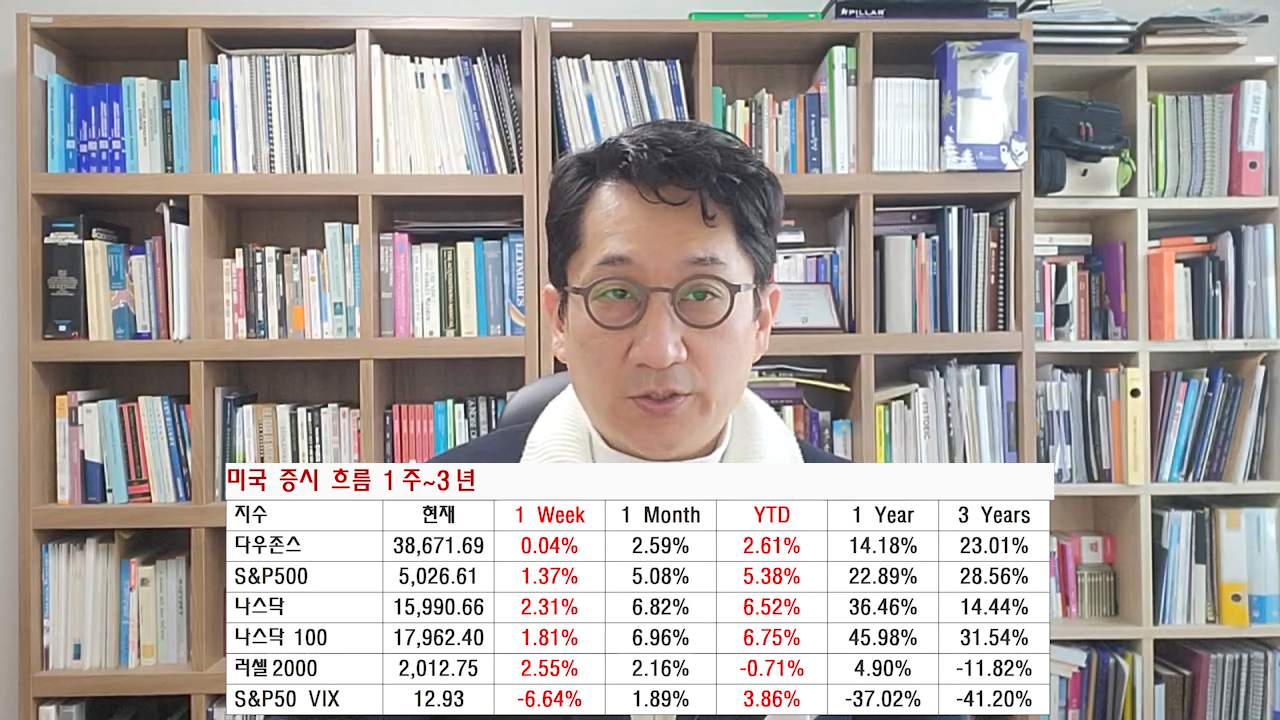 PILLAR
ECONOMICS
미국 증시 흐름 1주~3년
지수 현재 1 Week 1 Month YTD 1 Year 3 Years
다우존스 38,671.69 0.04% 2.59% 2.61% 14.18% 23.01%
S&P500 5,026.61 1.37% 5.08% 5.38% 22.89% 28.56%
나스닥 15,990.66 2.31% 6.82% 6.52% 36.46% 14.44%
나스닥 100 17,962.40 1.81% 6.96% 6.75% 45.98% 31.54%
러셀2000 2,012.75 2.55% 2.16% -0.71% 4.90% -11.82%
S&P50 VIX 12.93 -6.64% 1.89% 3.86% -37.02% -41.20%